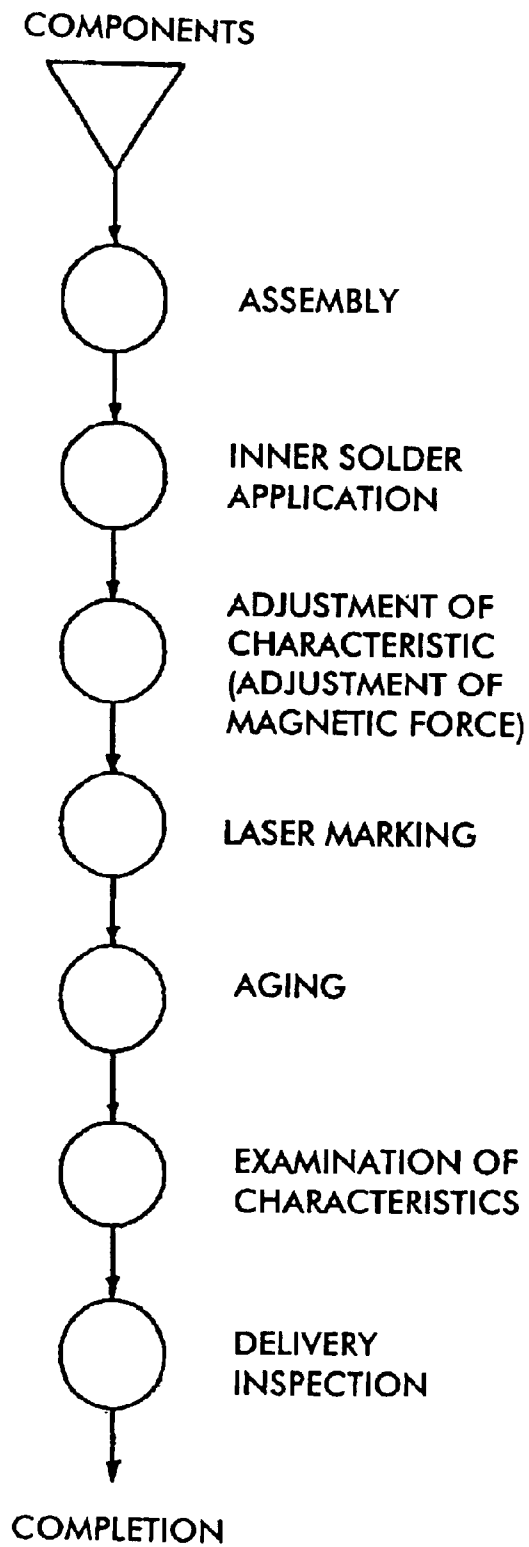 COMPONENTS
ASSEMBLY
INNER SOLDER
APPLICATION
ADJUSTMENT OF
CHARACTERISTIC
(ADJUSTMENT OF
MAGNETIC FORCE)
LASER MARKING
AGING
EXAMINATION OF
CHARACTERISTICS
DELIVERY
INSPECTION
COMPLETION